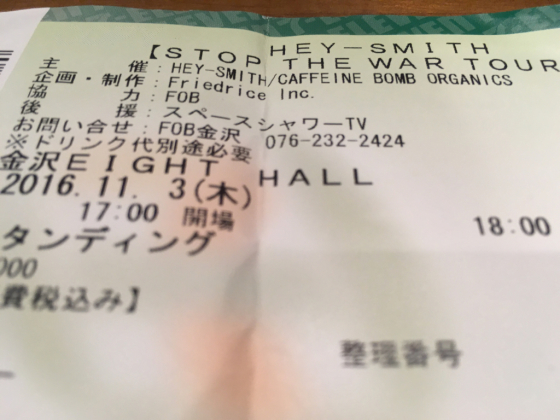 HEY-SMITH
【STOP THE WAR TOUR
主 催:HEY-SMITH/CAFFEINE BOMB ORGANICS
企画・制作:Friedrice Inc.
協 力:FOB
後 援:スペースシャワーTV
お問い合せ:FOB金沢 076-232-2424
※ドリンク代別途必要
金沢EIGHT HALL
2016.11. 3(木)
17:00 開場 18:00
タンディング
000
費税込み】
整理番号